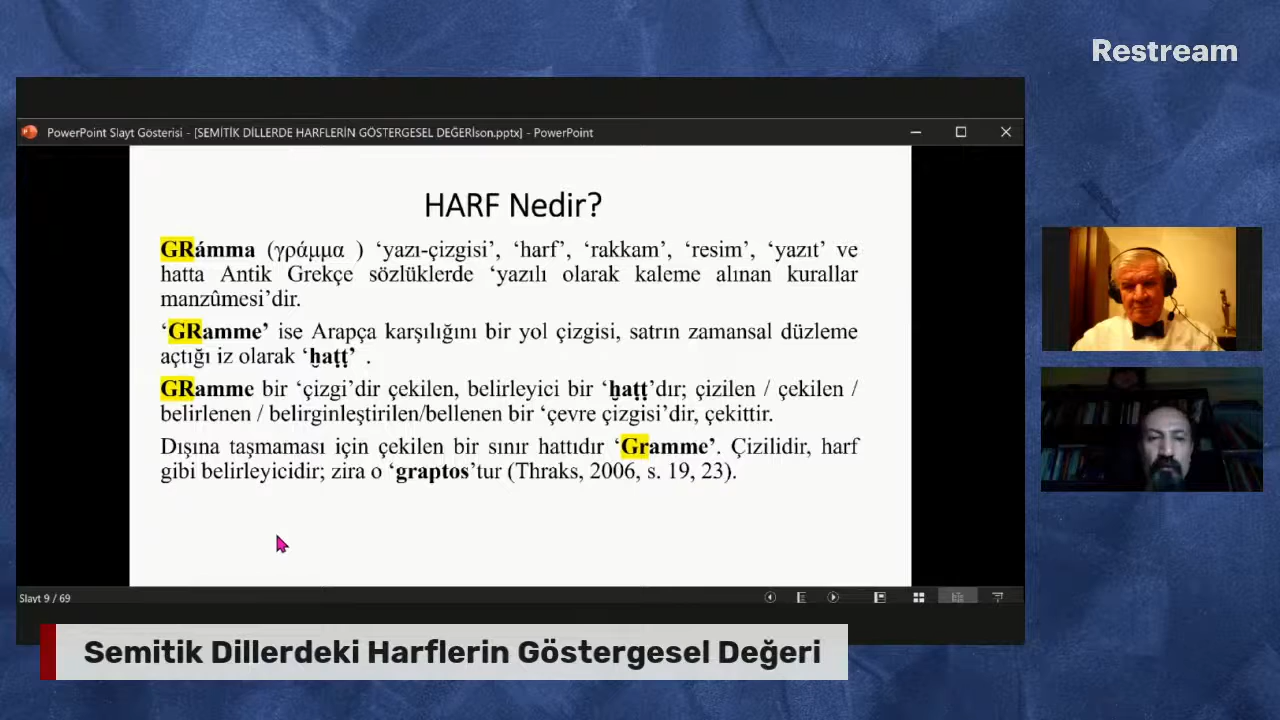 Restream
PowerPoint Slayt Gösterisi - [SEMİTİK DİLLERDE HARFLERİN GÖSTERGESEL DEĞERİson.pptx] - PowerPoint
HARF Nedir?
GRámma (γράμμα ) ‘yazı-çizgisi’, ‘harf’, ‘rakkam’, ‘resim’, ‘yazıt’ ve
hatta Antik Grekçe sözlüklerde ‘yazılı olarak kaleme alınan kurallar
manzûmesi’dir.
‘GRamme’ ise Arapça karşılığını bir yol çizgisi, satrın zamansal düzleme
açtığı iz olarak ‘ḫaṭṭ’ .
GRamme bir ‘çizgi’dir çekilen, belirleyici bir ‘ḫaṭṭ’dır; çizilen / çekilen /
belirlenen / belirginleştirilen/bellenen bir ‘çevre çizgisi’dir, çekittir.
Dışına taşmaması için çekilen bir sınır hattıdır ‘Gramme’. Çizilidir, harf
gibi belirleyicidir; zira o ‘graptos’tur (Thraks, 2006, s. 19, 23).
Slayt 9 / 69
Semitik Dillerdeki Harflerin Göstergesel Değeri